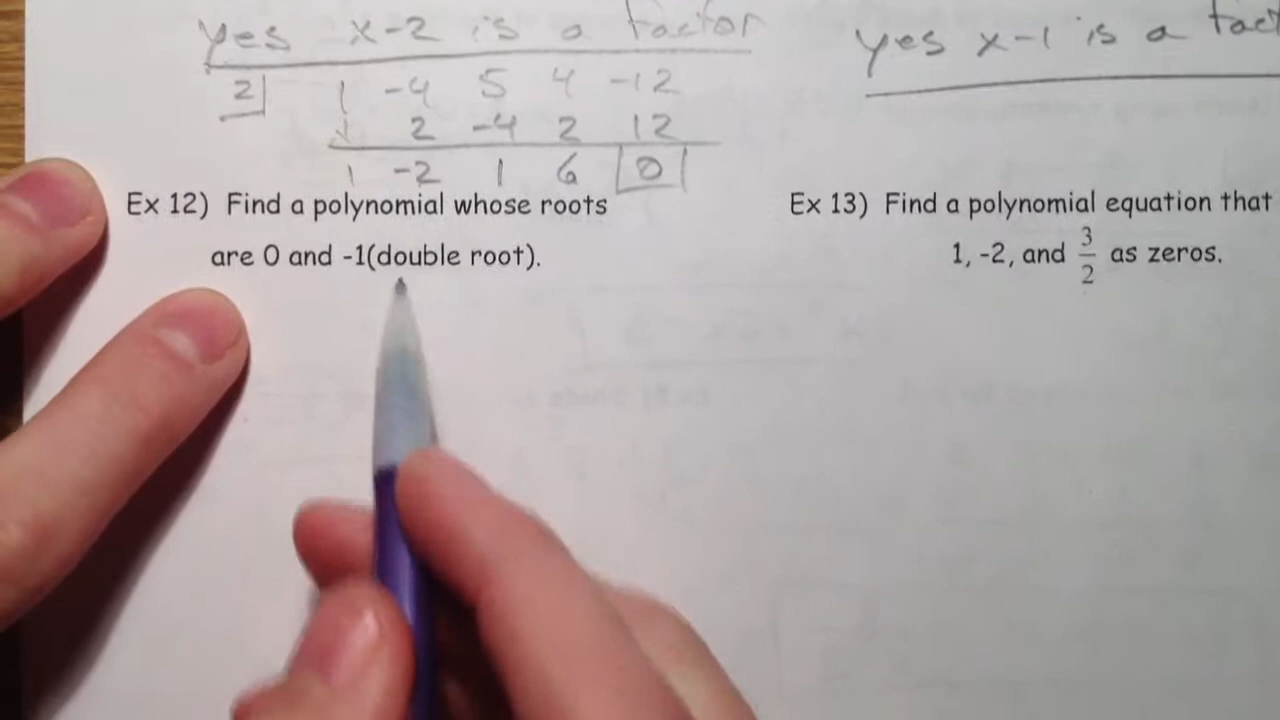 yes x-2 is a factor
yes x-1 is a fact
2 1 -4 5 4 -12
↓ 2 -4 2 12
1 -2 1 6 0
Ex 12) Find a polynomial whose roots
are 0 and -1(double root).
Ex 13) Find a polynomial equation that
1, -2, and 3/2 as zeros.